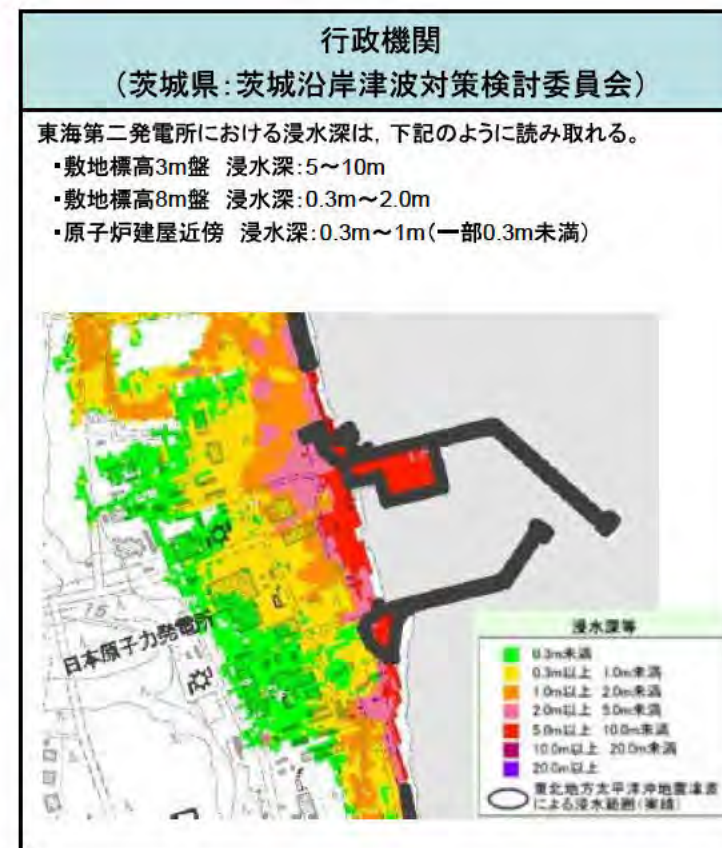 行政機関
（茨城県：茨城沿岸津波対策検討委員会）
東海第二発電所における浸水深は，下記のように読み取れる。
・敷地標高3m盤 浸水深：5～10m
・敷地標高8m盤 浸水深：0.3m～2.0m
・原子炉建屋近傍 浸水深：0.3m～1m（一部0.3m未満）
15
日本原子力発電所
浸水深等
0.3m未満
0.3m以上 1.0m未満
1.0m以上 2.0m未満
2.0m以上 5.0m未満
5.0m以上 10.0m未満
10.0m以上 20.0m未満
20.0m以上
東北地方太平洋沖地震津波
による浸水範囲（実績）